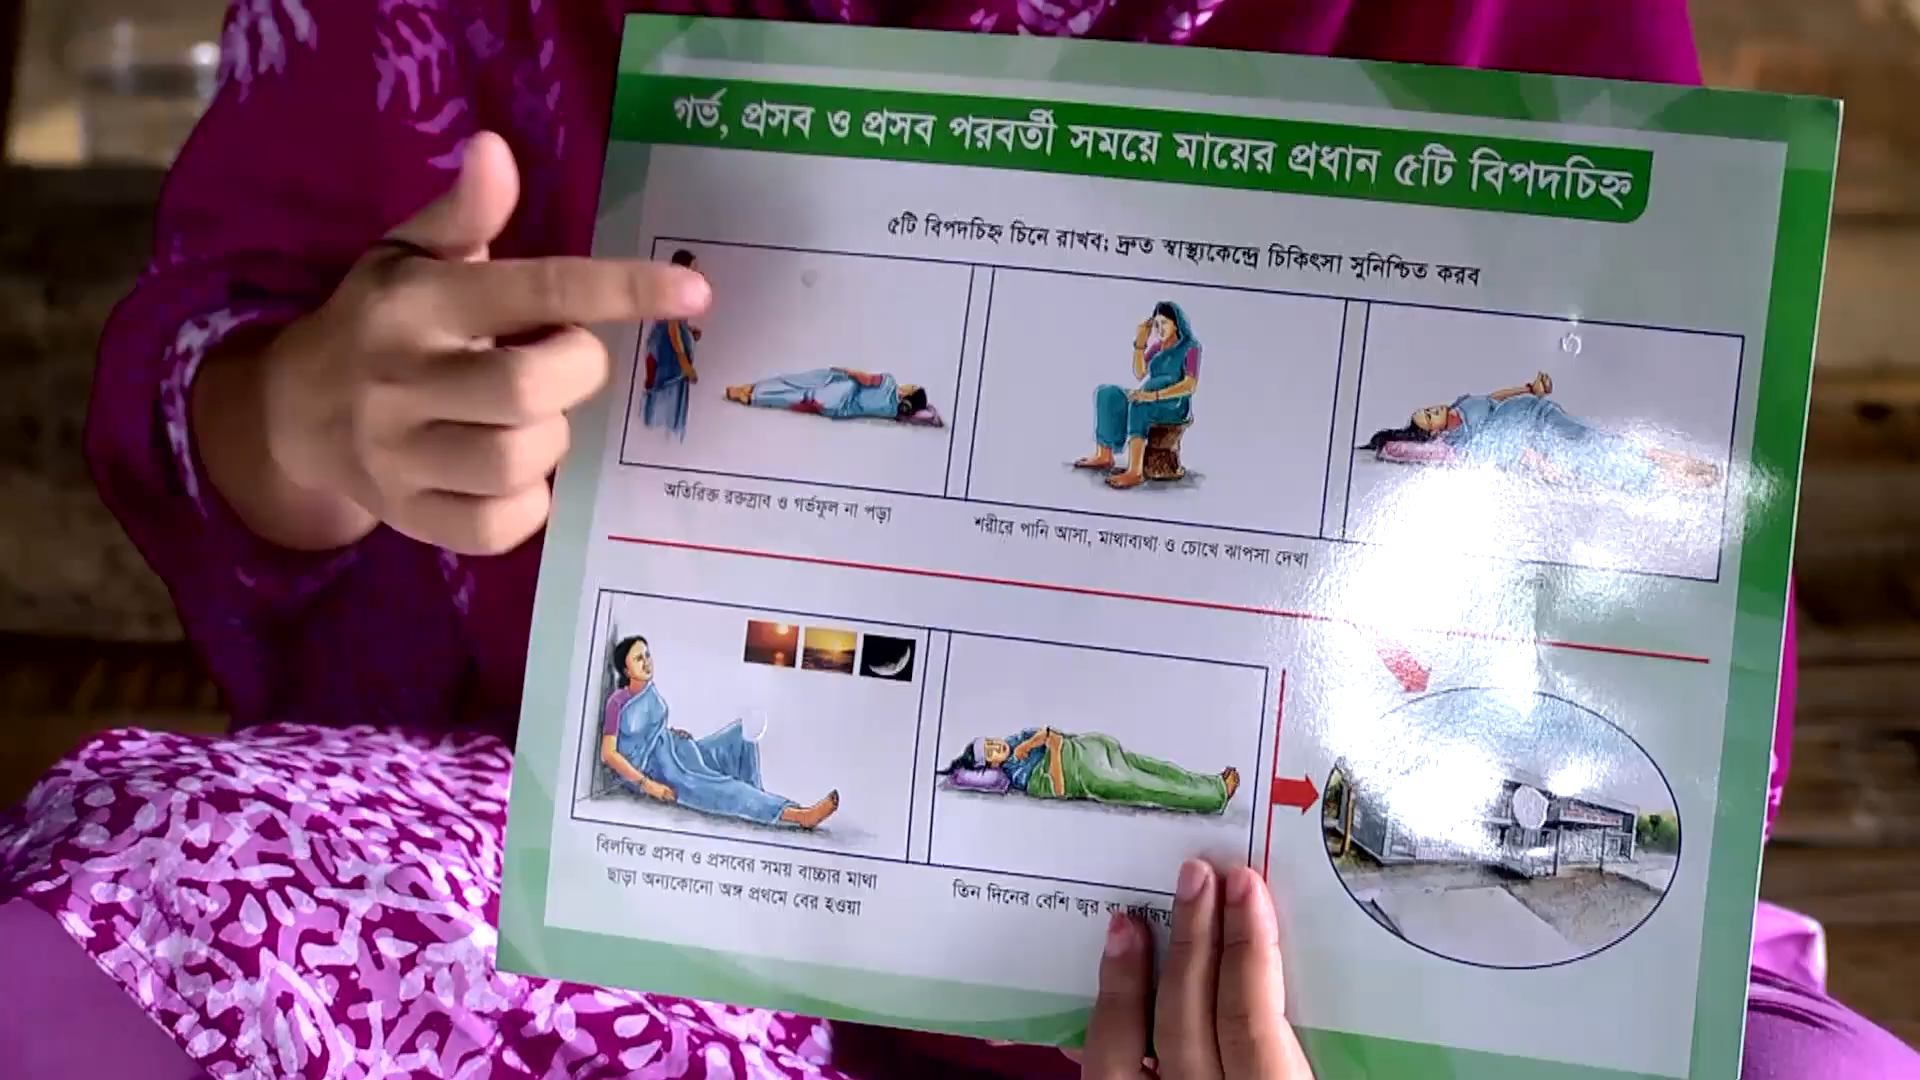 গর্ভ, প্রসব ও প্রসব পরবর্তী সময়ে মায়ের প্রধান ৫টি বিপদচিহ্ন
৫টি বিপদচিহ্ন চিনে রাখব; দ্রুত স্বাস্থ্যকেন্দ্রে চিকিৎসা সুনিশ্চিত করব
অতিরিক্ত রক্তস্রাব ও গর্ভফুল না পড়া
শরীরে পানি আসা, মাথাব্যথা ও চোখে ঝাপসা দেখা
বিলম্বিত প্রসব ও প্রসবের সময় বাচ্চার মাথা
ছাড়া অন্যকোনো অঙ্গ প্রথমে বের হওয়া
তিন দিনের বেশি জ্বর বা